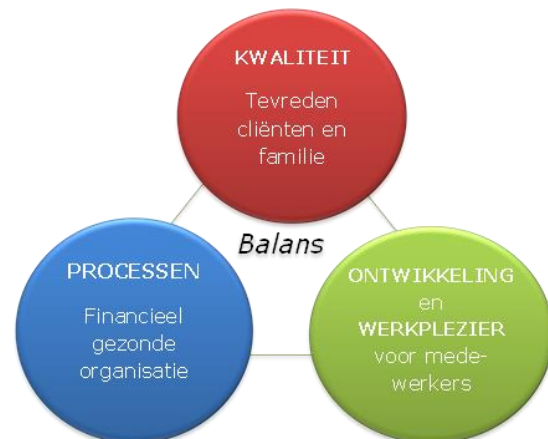 KWALITEIT
Tevreden
cliënten en
familie
Balans
PROCESSEN
Financieel
gezonde
organisatie
ONTWIKKELING
en
WERKPLEZIER
voor mede-
werkers